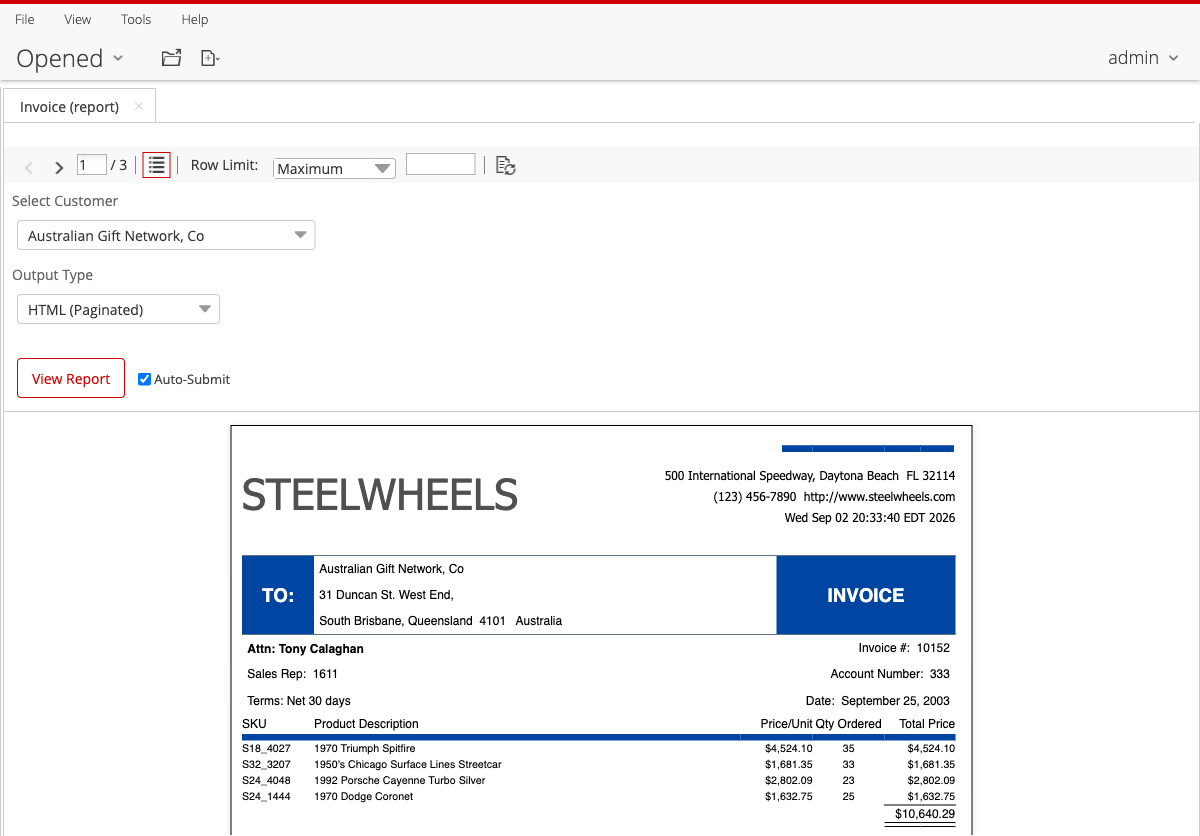 File View Tools Help
Opened admin
Invoice (report)
1 / 3 Row Limit: Maximum
Select Customer
Australian Gift Network, Co
Output Type
HTML (Paginated)
View Report Auto-Submit
STEELWHEELS
500 International Speedway, Daytona Beach FL 32114
(123) 456-7890 http://www.steelwheels.com
Wed Sep 02 20:33:40 EDT 2026
TO:
Australian Gift Network, Co
31 Duncan St. West End,
South Brisbane, Queensland 4101 Australia
INVOICE
Attn: Tony Calaghan Invoice #: 10152
Sales Rep: 1611 Account Number: 333
Terms: Net 30 days Date: September 25, 2003
SKU Product Description Price/Unit Qty Ordered Total Price
S18_4027 1970 Triumph Spitfire $4,524.10 35 $4,524.10
S32_3207 1950's Chicago Surface Lines Streetcar $1,681.35 33 $1,681.35
S24_4048 1992 Porsche Cayenne Turbo Silver $2,802.09 23 $2,802.09
S24_1444 1970 Dodge Coronet $1,632.75 25 $1,632.75
$10,640.29